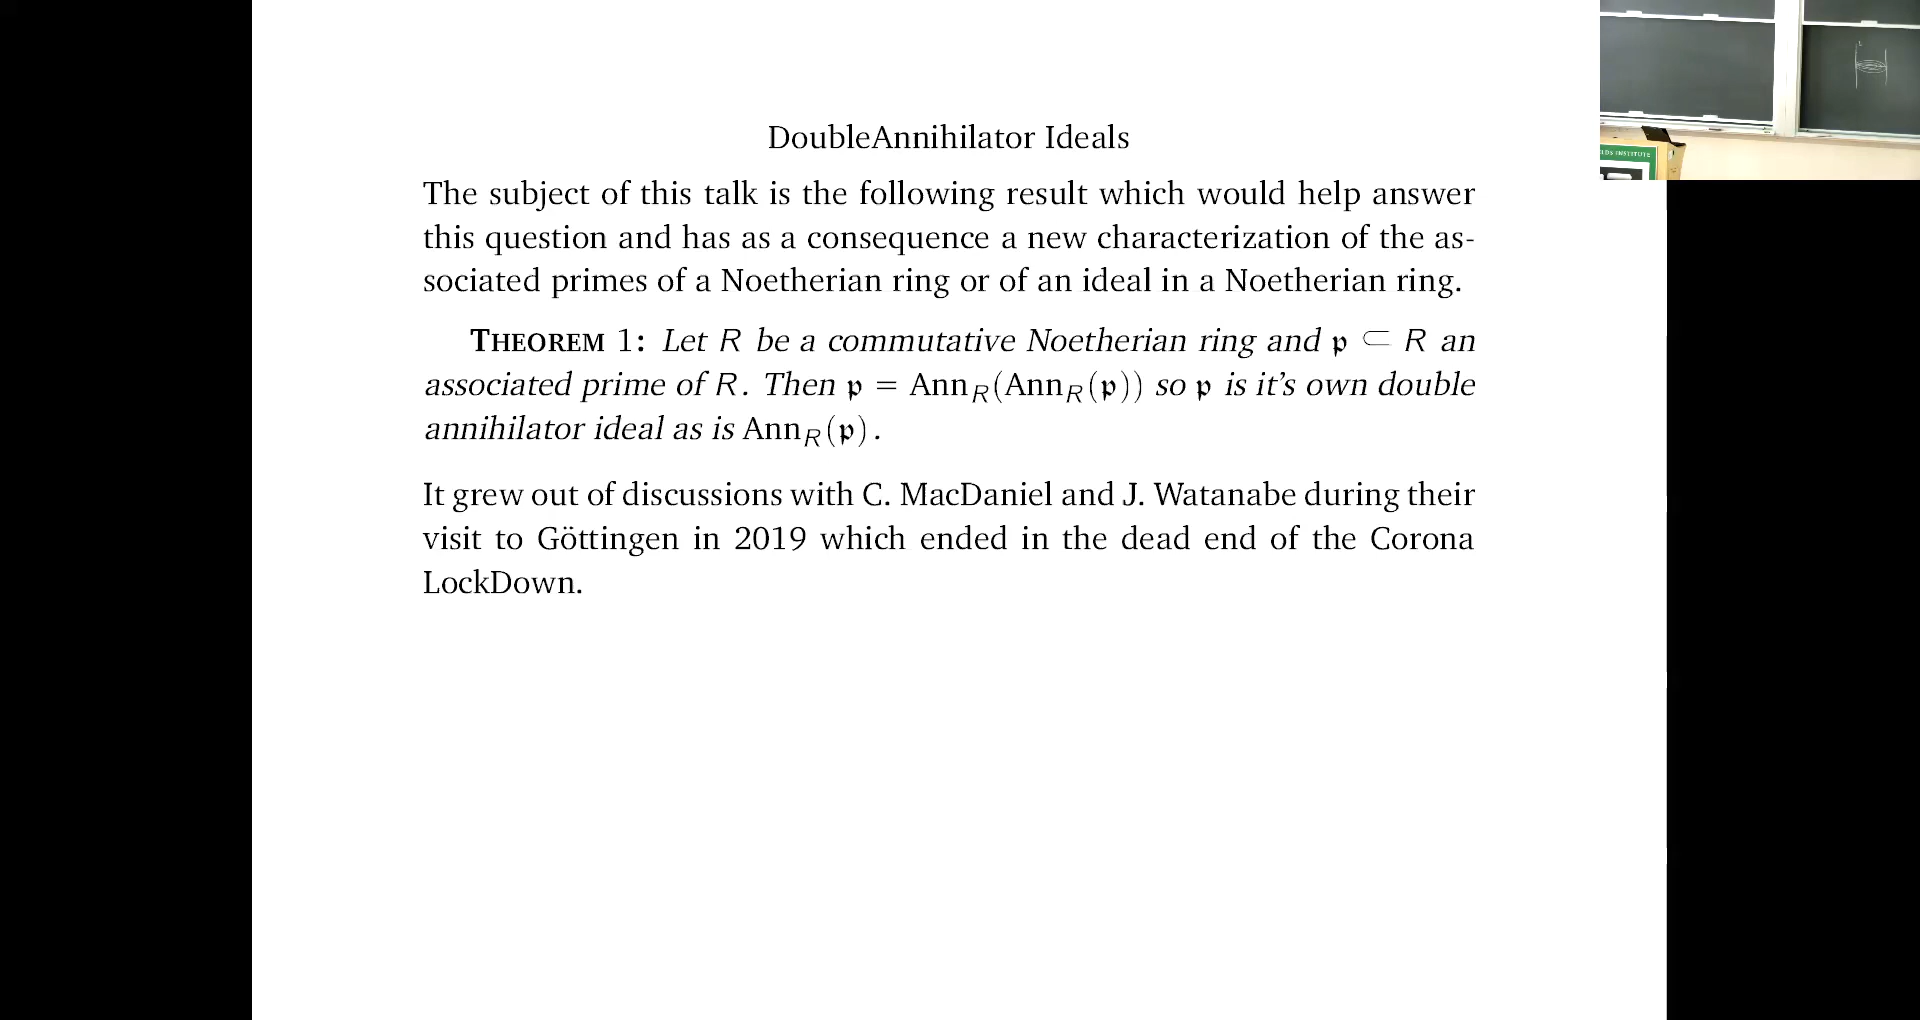 DoubleAnnihilator Ideals
The subject of this talk is the following result which would help answer
this question and has as a consequence a new characterization of the as-
sociated primes of a Noetherian ring or of an ideal in a Noetherian ring.
THEOREM 1: Let R be a commutative Noetherian ring and 𝔭 ⊂ R an
associated prime of R. Then 𝔭 = Ann_R(Ann_R(𝔭)) so 𝔭 is it's own double
annihilator ideal as is Ann_R(𝔭).
It grew out of discussions with C. MacDaniel and J. Watanabe during their
visit to Göttingen in 2019 which ended in the dead end of the Corona
LockDown.
INSTITUTE